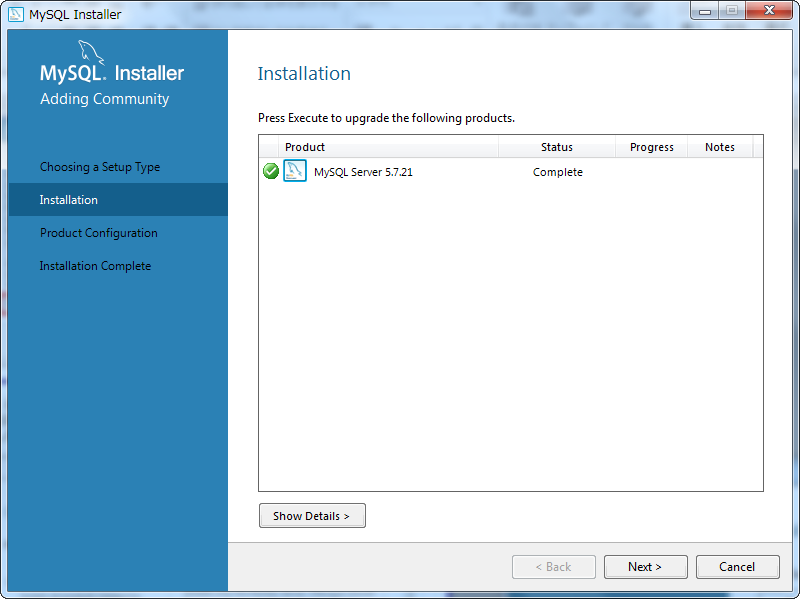 MySQL Installer
MySQL. Installer
Adding Community
Choosing a Setup Type
Installation
Product Configuration
Installation Complete
Installation
Press Execute to upgrade the following products.
Product Status Progress Notes
MySQL Server 5.7.21 Complete
Show Details >
< Back Next > Cancel